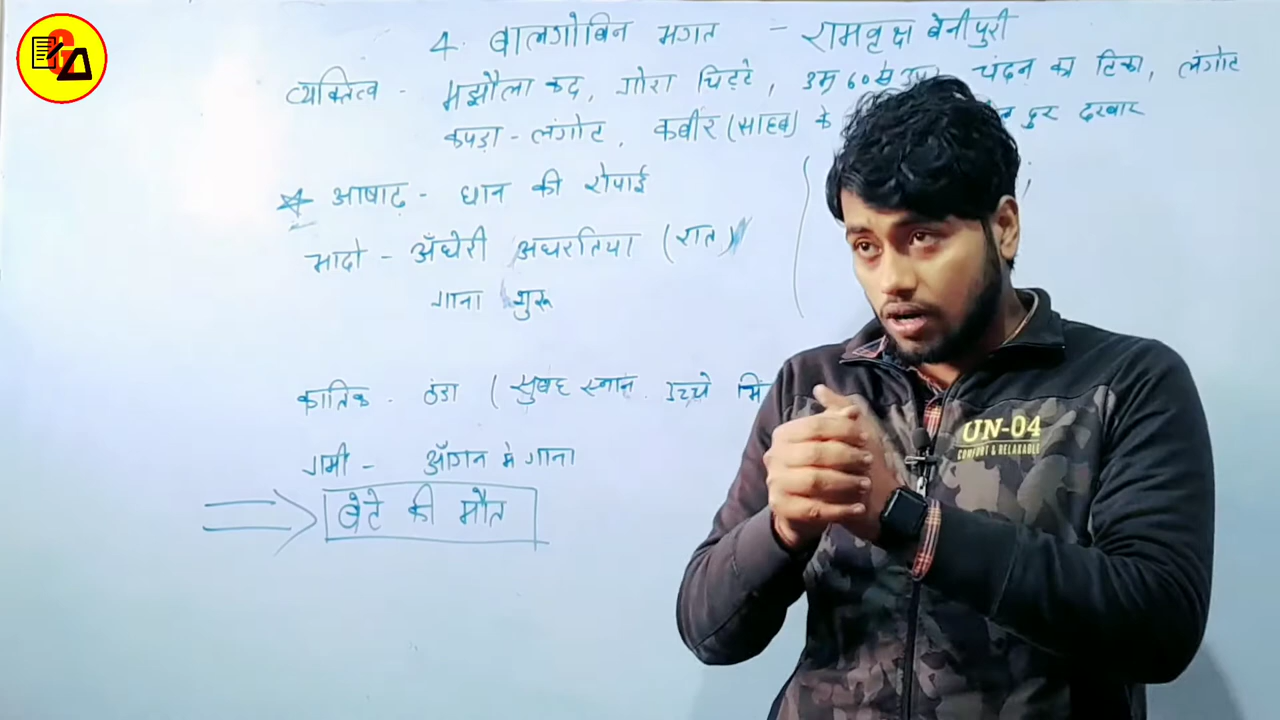 4. बालगोबिन भगत - रामवृक्ष बेनीपुरी
व्यक्तित्व - मझौला कद, गोरा चिट्टे, उम्र 60 से चंदन का टिका, लंगोट
कपड़ा - लंगोट, कबीर (साहब) के दुर दरबार
आषाढ़ - धान की रोपाई
भादो - अँधेरी अधरतिया (रात)
गाना शुरू
कातिक - ठंडा (सुबह स्नान
गर्मी - आँगन मे गाना
बेटे की मौत
UN-04
COMFORT & RELAXABLE